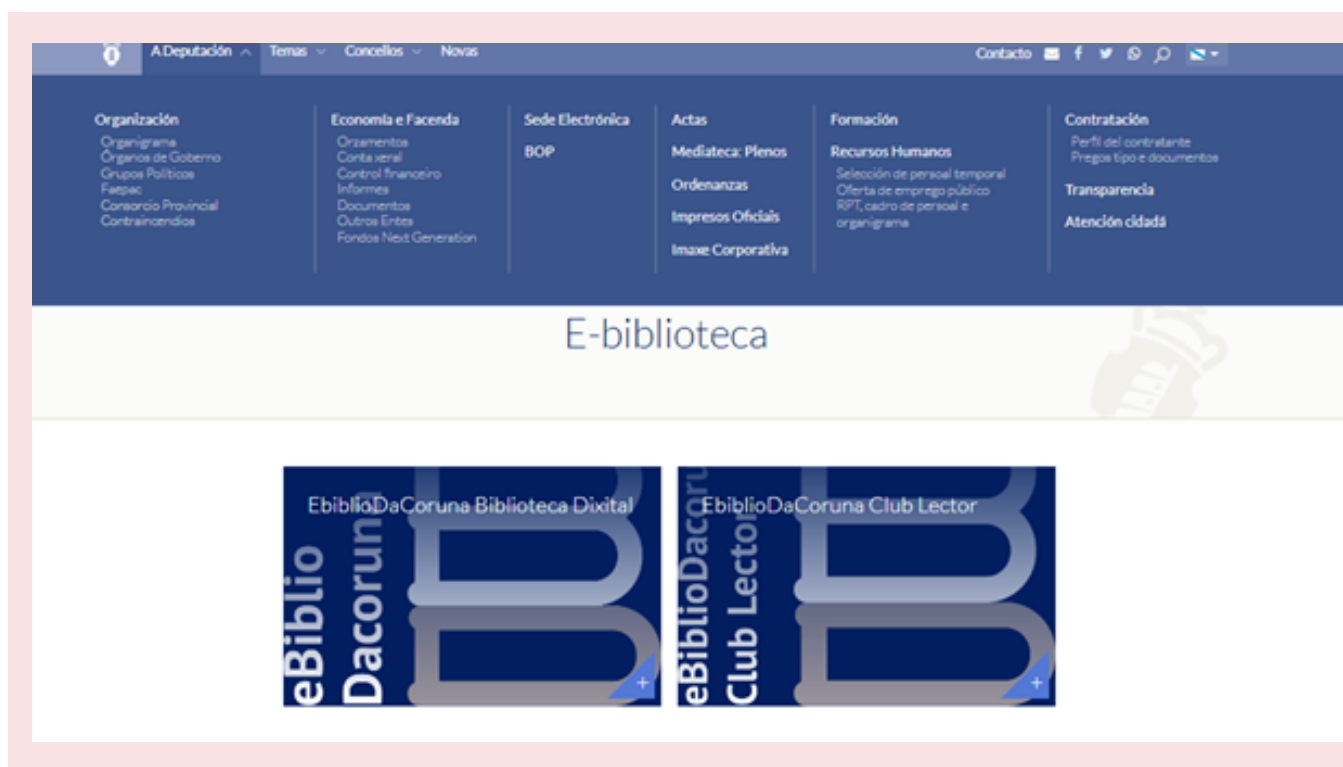 A Deputación Temas Concellos Novas Contacto
Organización
Organigrama
Órganos de Goberno
Grupos Políticos
Faepac
Consorcio Provincial
Contraincendios
Economía e Facenda
Orzamentos
Conta xeral
Control financeiro
Informes
Documentos
Outros Entes
Fondos Next Generation
Sede Electrónica
BOP
Actas
Mediateca: Plenos
Ordenanzas
Impresos Oficiais
Imaxe Corporativa
Formación
Recursos Humanos
Selección de persoal temporal
Oferta de emprego público
RPT, cadro de persoal e
organigrama
Contratación
Perfil del contratante
Pregos tipo e documentos
Transparencia
Atención cidadá
E-biblioteca
EbiblioDaCoruna Biblioteca Dixital
eBiblio
Dacoruna
+
EbiblioDaCoruna Club Lector
eBiblioDacoru
Club Lector
+